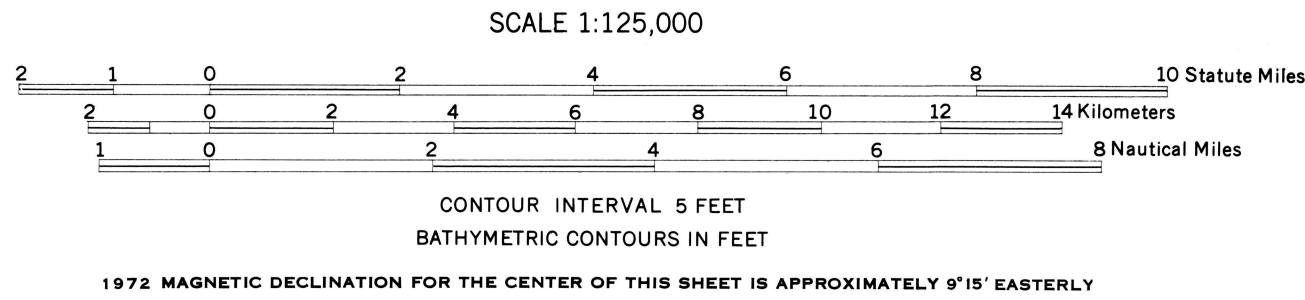 SCALE 1:125,000
2 1 0 2 4 6 8 10 Statute Miles
2 0 2 4 6 8 10 12 14 Kilometers
1 0 2 4 6 8 Nautical Miles
CONTOUR INTERVAL 5 FEET
BATHYMETRIC CONTOURS IN FEET
1972 MAGNETIC DECLINATION FOR THE CENTER OF THIS SHEET IS APPROXIMATELY 9°15′ EASTERLY